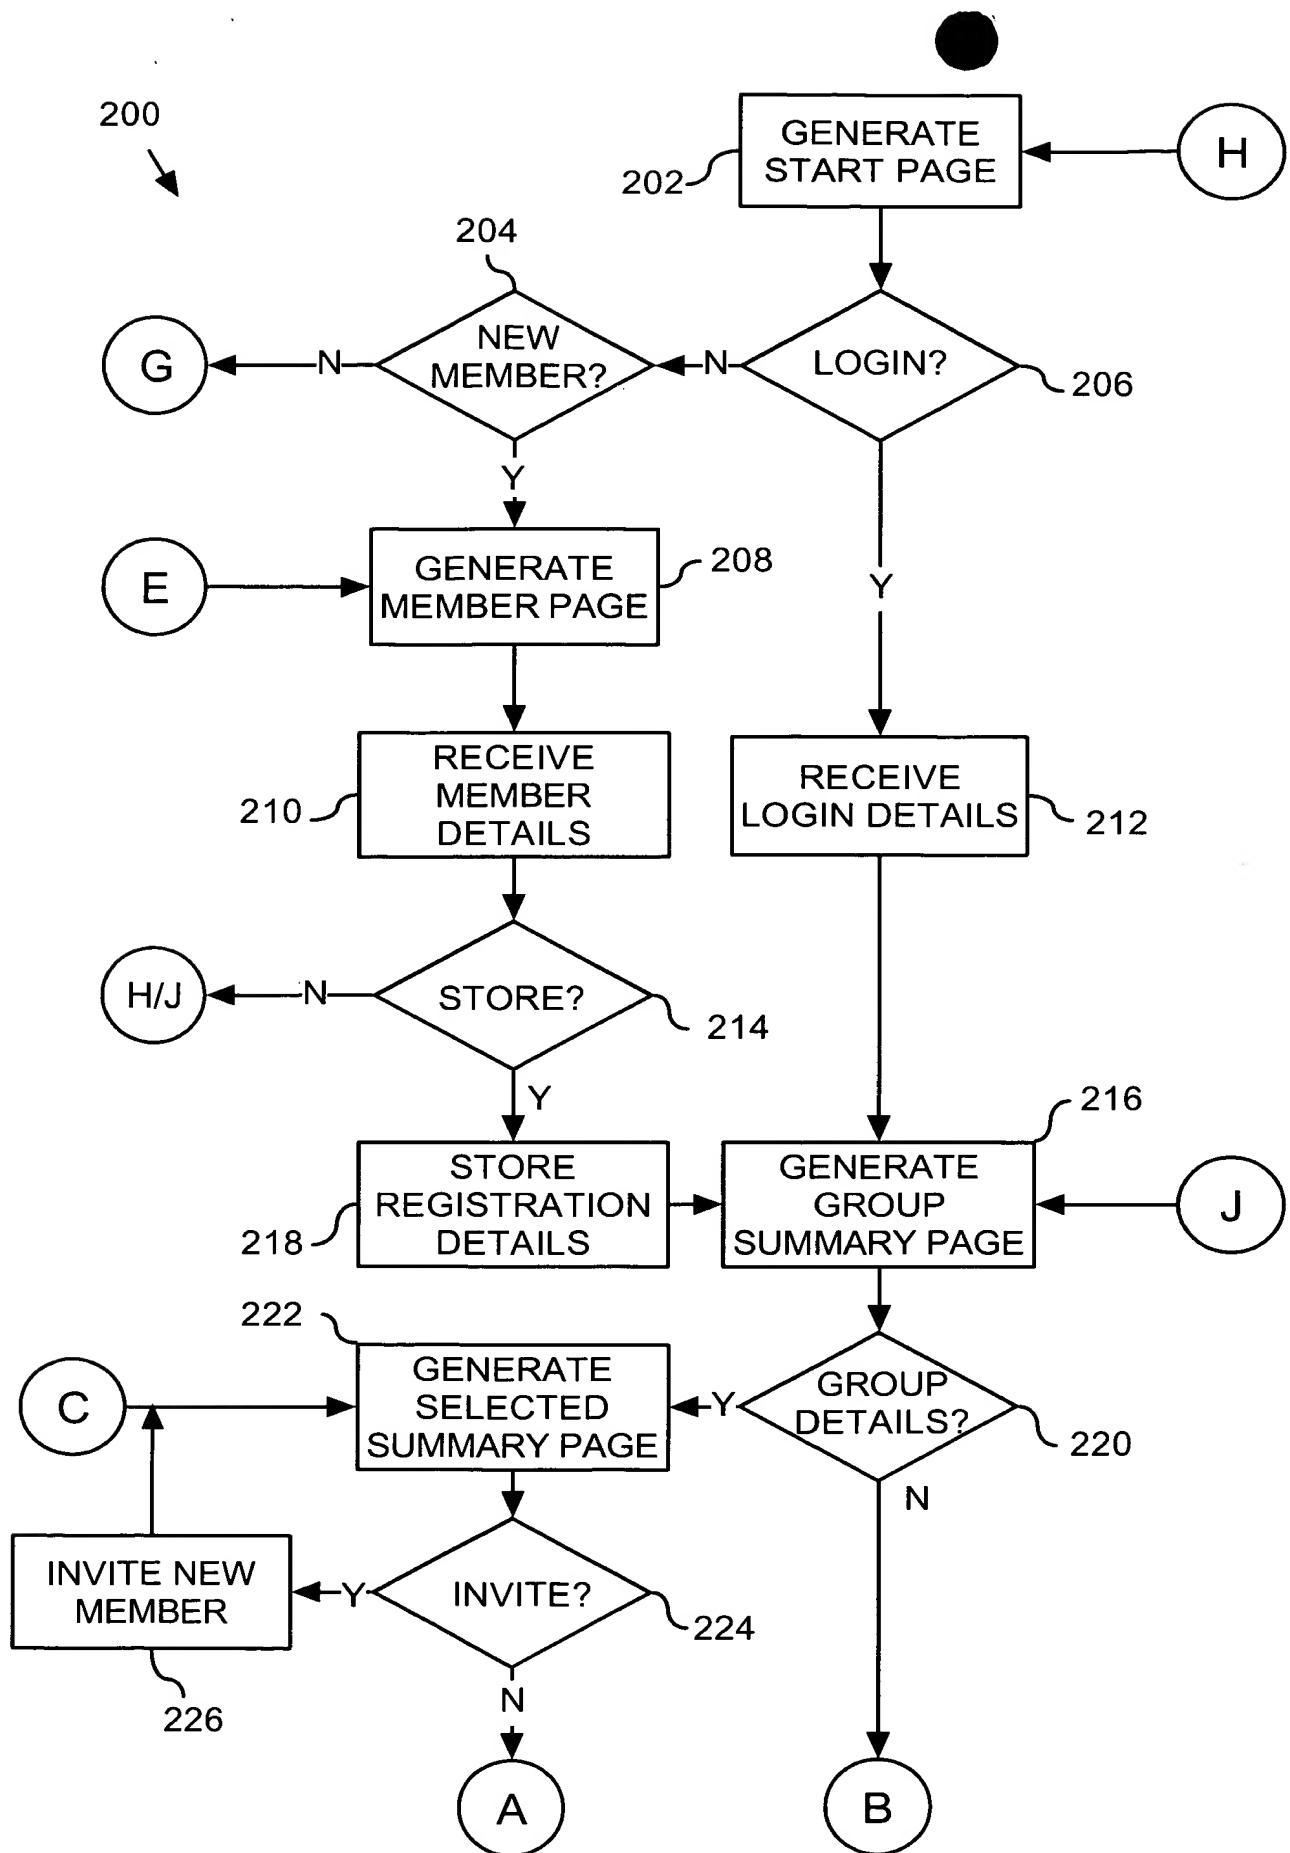 200
GENERATE
START PAGE
H
202
204
NEW
MEMBER?
N
G
N
LOGIN?
206
Y
Y
E
GENERATE
MEMBER PAGE
208
RECEIVE
MEMBER
DETAILS
210
RECEIVE
LOGIN DETAILS
212
H/J
N
STORE?
214
Y
216
STORE
REGISTRATION
DETAILS
218
GENERATE
GROUP
SUMMARY PAGE
J
222
C
GENERATE
SELECTED
SUMMARY PAGE
Y
GROUP
DETAILS?
220
N
INVITE NEW
MEMBER
226
Y
INVITE?
224
N
A
B